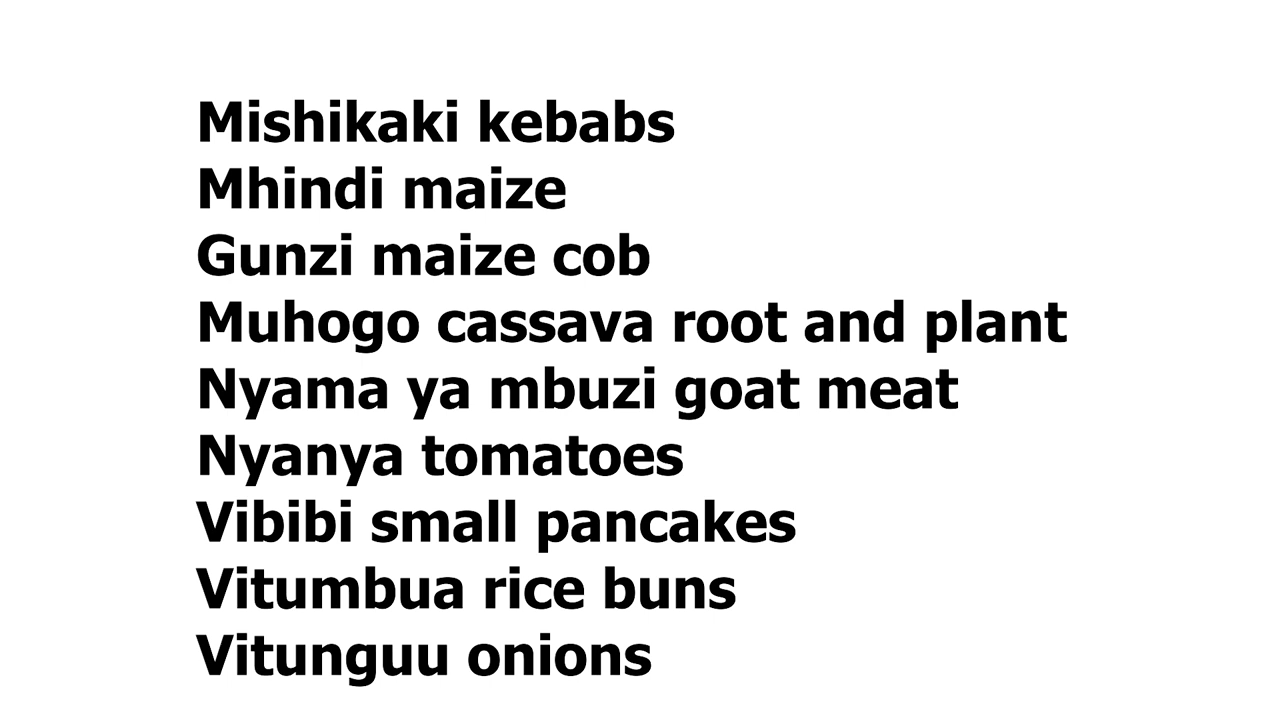 Mishikaki kebabs
Mhindi maize
Gunzi maize cob
Muhogo cassava root and plant
Nyama ya mbuzi goat meat
Nyanya tomatoes
Vibibi small pancakes
Vitumbua rice buns
Vitunguu onions